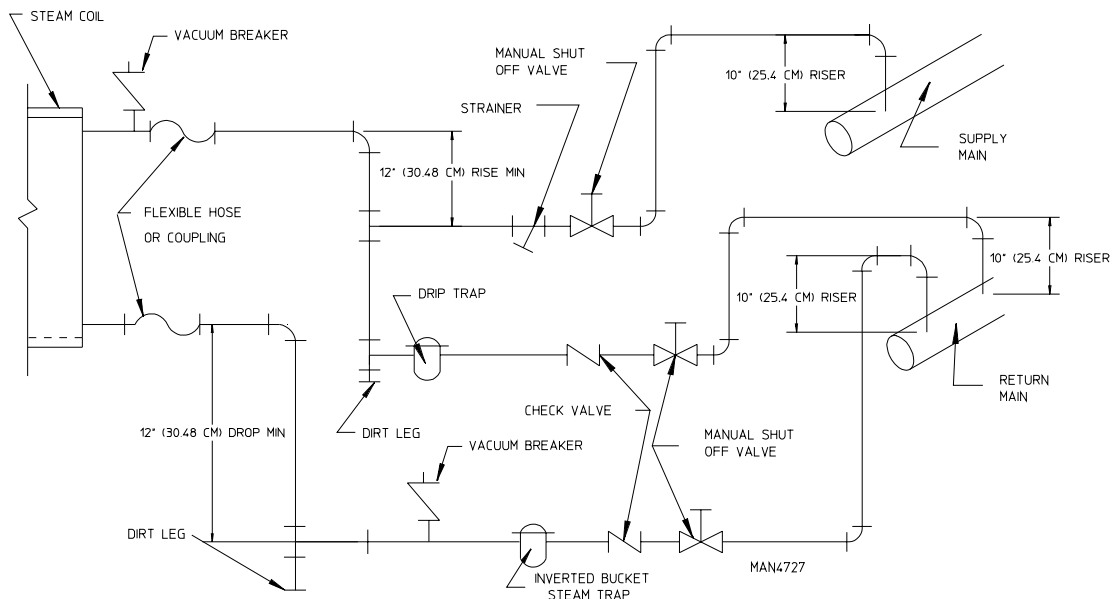 STEAM COIL
VACUUM BREAKER
MANUAL SHUT
OFF VALVE
10" (25.4 CM) RISER
STRAINER
SUPPLY
MAIN
12" (30.48 CM) RISE MIN
FLEXIBLE HOSE
OR COUPLING
10" (25.4 CM) RISER
10" (25.4 CM) RISER
DRIP TRAP
RETURN
MAIN
CHECK VALVE
12" (30.48 CM) DROP MIN
DIRT LEG
MANUAL SHUT
OFF VALVE
VACUUM BREAKER
DIRT LEG
MAN4727
INVERTED BUCKET
STEAM TRAP